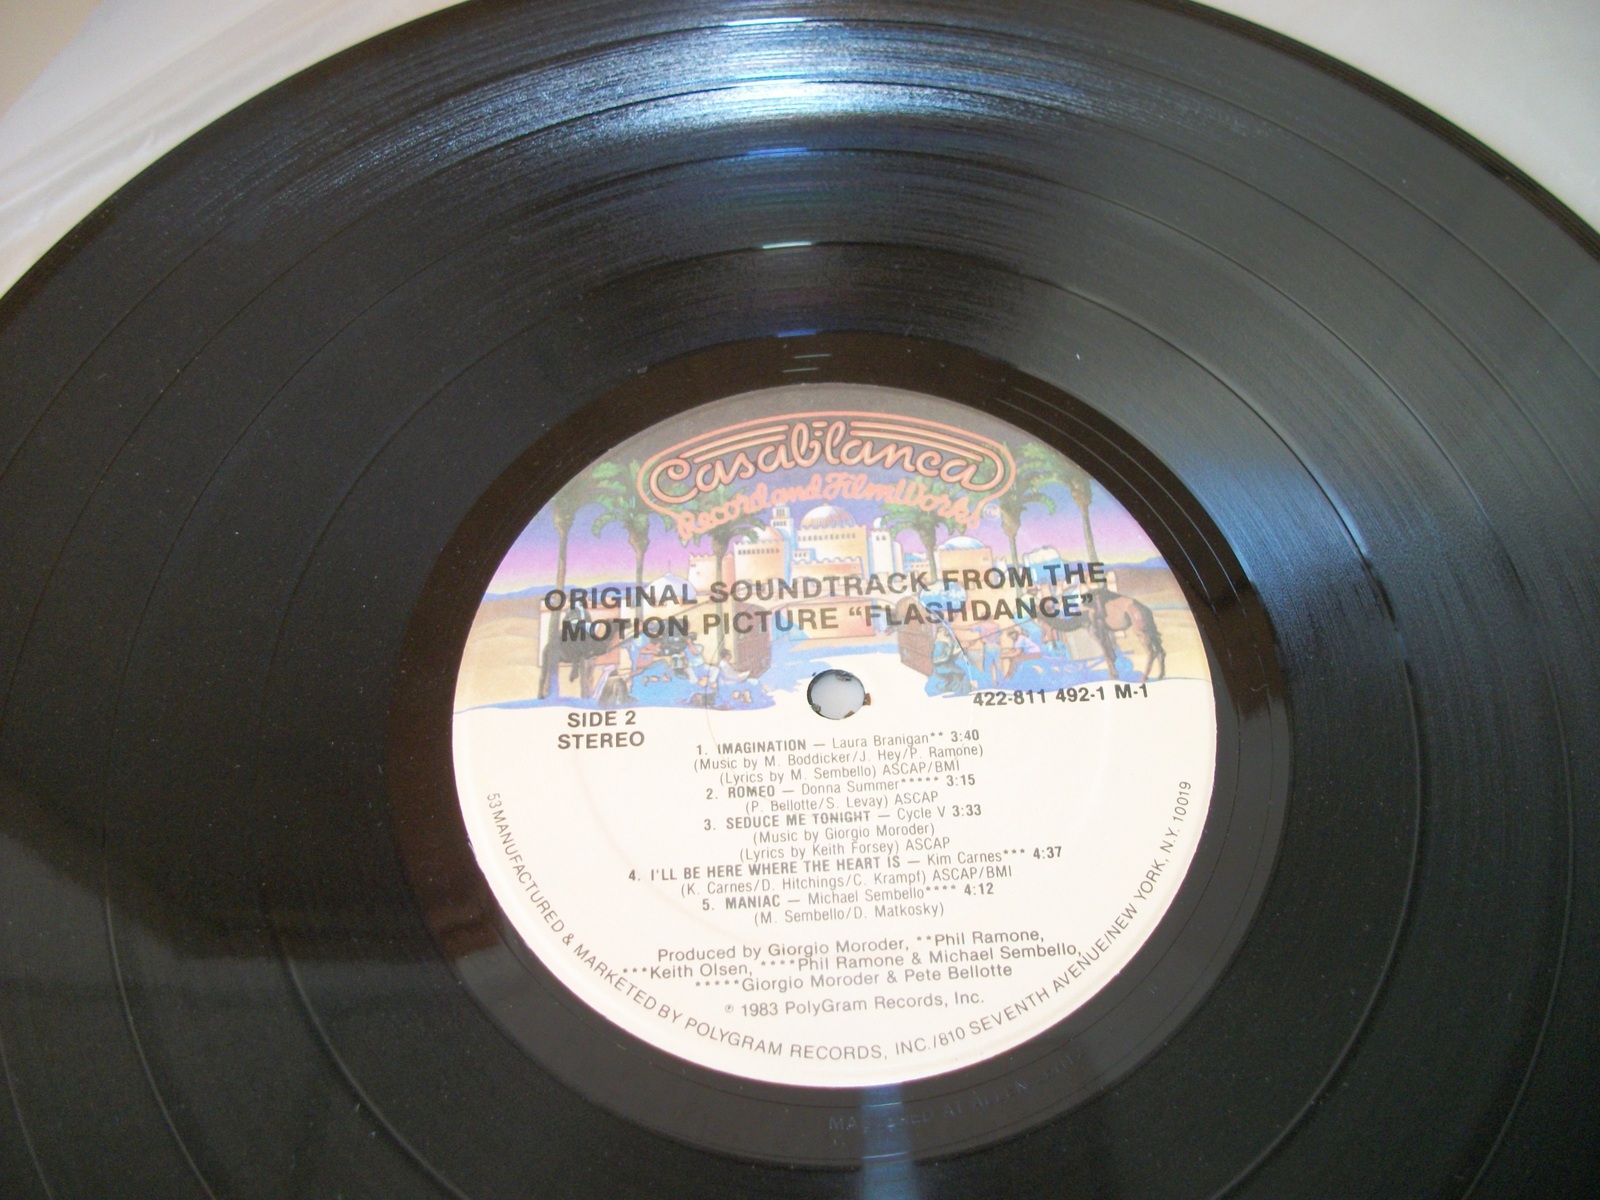 Casablanca
Record and FilmWorks
ORIGINAL SOUNDTRACK FROM THE
MOTION PICTURE “FLASHDANCE”
422-811 492-1 M-1
SIDE 2
STEREO
1. IMAGINATION — Laura Branigan** 3:40
(Music by M. Boddicker/J. Hey/P. Ramone)
(Lyrics by M. Sembello) ASCAP/BMI
2. ROMEO — Donna Summer***** 3:15
(P. Bellotte/S. Levay) ASCAP
3. SEDUCE ME TONIGHT — Cycle V 3:33
(Music by Giorgio Moroder)
(Lyrics by Keith Forsey) ASCAP
4. I'LL BE HERE WHERE THE HEART IS — Kim Carnes*** 4:37
(K. Carnes/D. Hitchings/C. Krampf) ASCAP/BMI
5. MANIAC — Michael Sembello**** 4:12
(M. Sembello/D. Matkosky)
Produced by Giorgio Moroder, **Phil Ramone,
***Keith Olsen, ****Phil Ramone & Michael Sembello,
*****Giorgio Moroder & Pete Bellotte
℗ 1983 PolyGram Records, Inc.
53 MANUFACTURED & MARKETED BY POLYGRAM RECORDS, INC./810 SEVENTH AVENUE/NEW YORK, N.Y. 10019
MASTERED AT